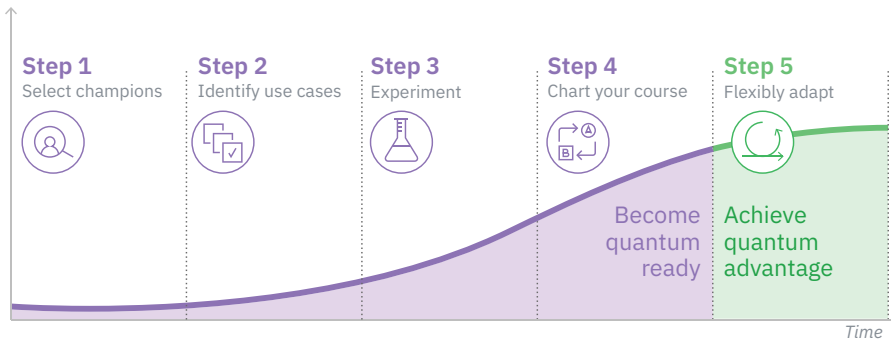 Step 1
Select champions
Step 2
Identify use cases
Step 3
Experiment
Step 4
Chart your course
Step 5
Flexibly adapt
A
B
Become
quantum
ready
Achieve
quantum
advantage
Time